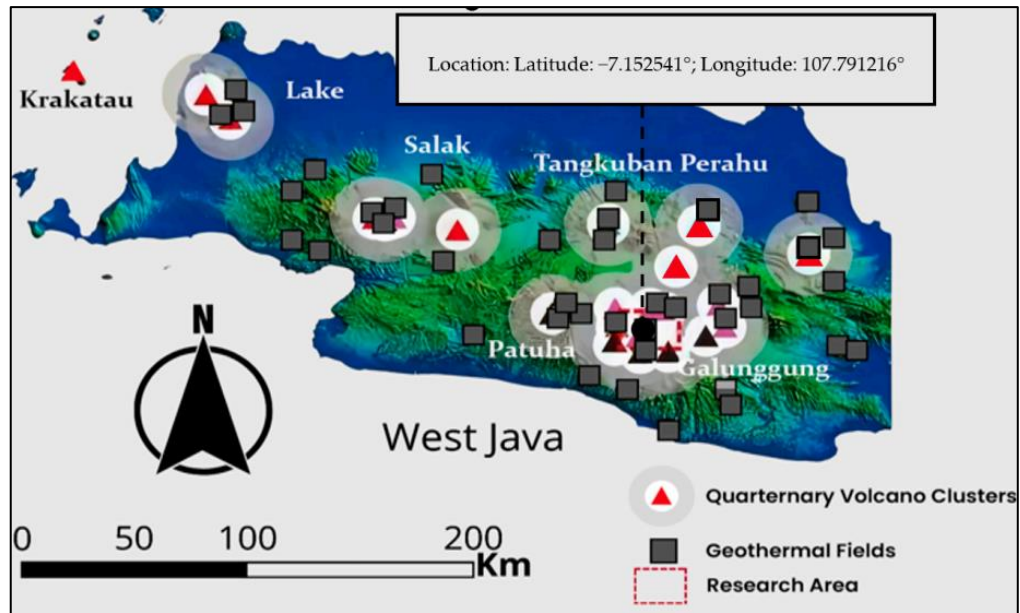 Location: Latitude: −7.152541°; Longitude: 107.791216°
Krakatau
Lake
Salak
Tangkuban Perahu
Patuha
Galunggung
N
West Java
Quarternary Volcano Clusters
Geothermal Fields
Research Area
0 50 100 200 Km